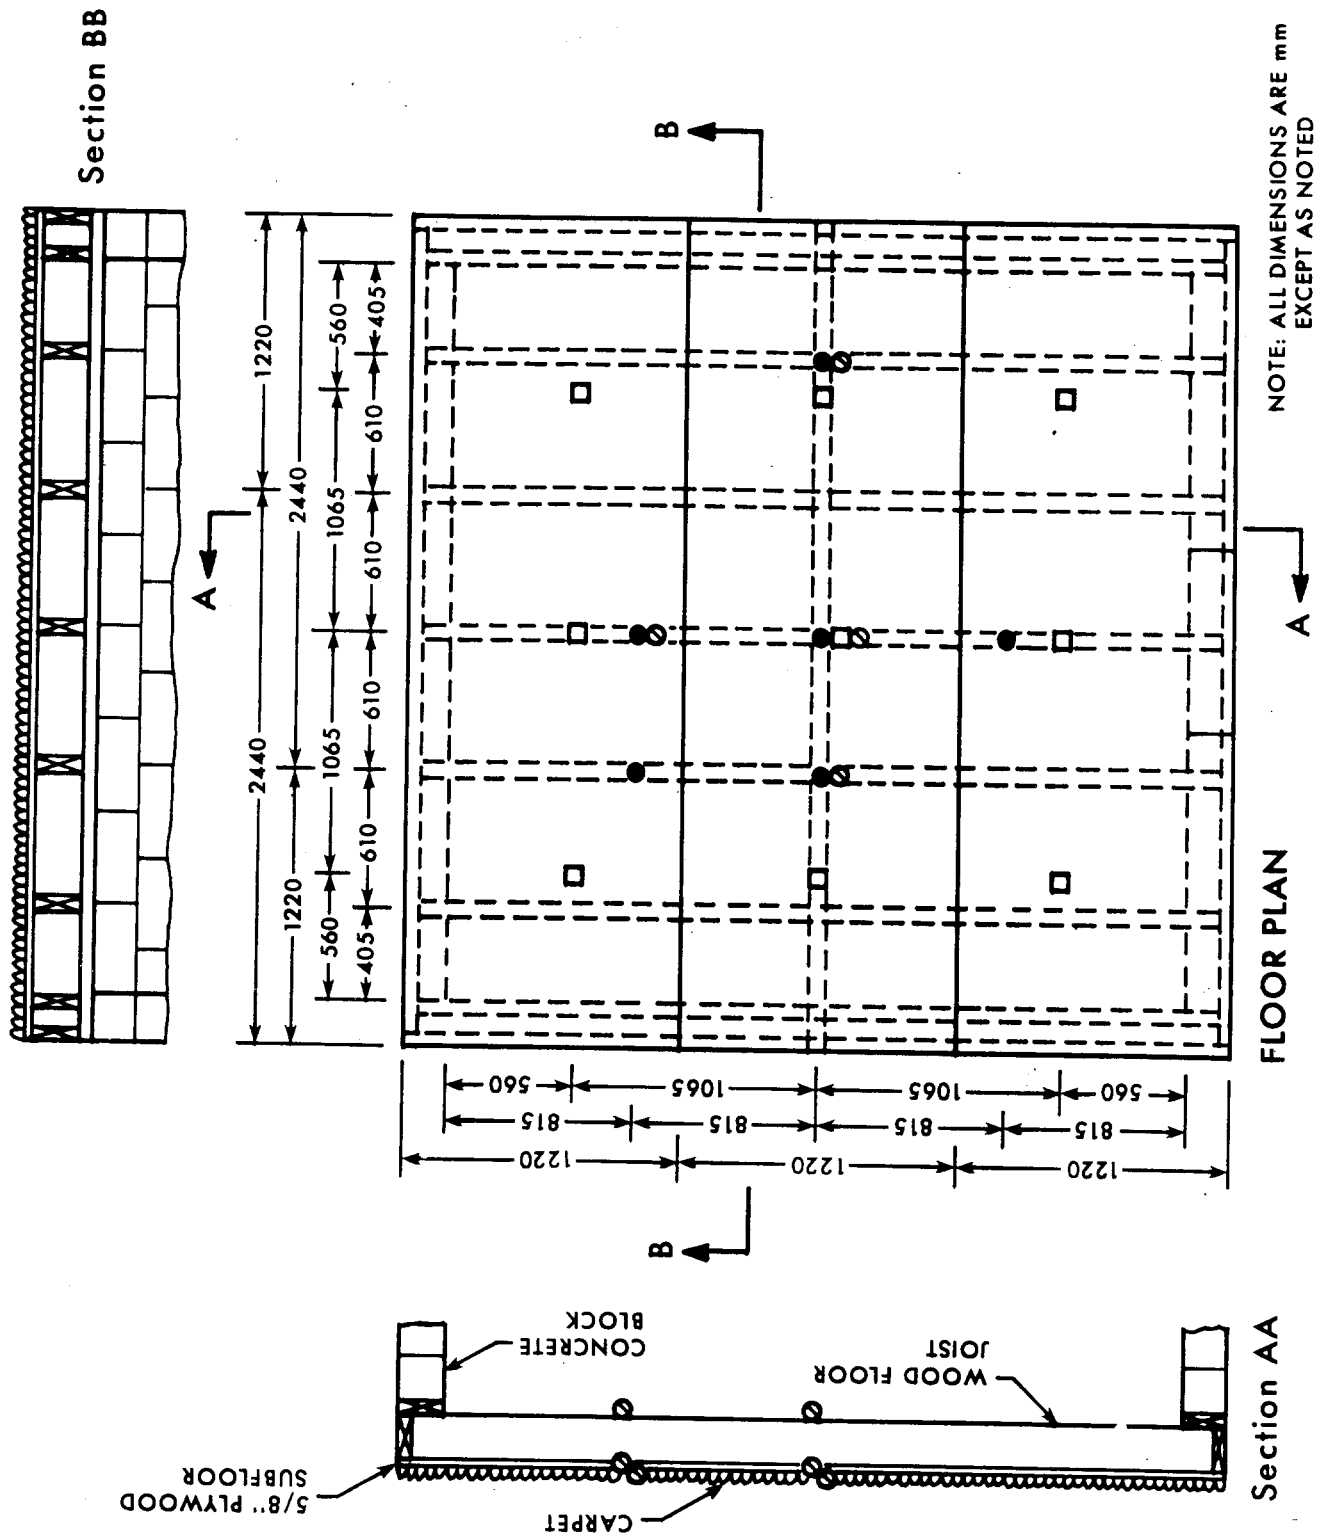 Section BB
1220
2440
2440
1220
560
1065
1065
560
405
610
610
610
610
405
B
A
B
A
560
1065
1065
560
815
815
815
815
1220
1220
1220
FLOOR PLAN
NOTE: ALL DIMENSIONS ARE mm
EXCEPT AS NOTED
5/8" PLYWOOD
SUBFLOOR
CARPET
CONCRETE
BLOCK
WOOD FLOOR
JOIST
Section AA